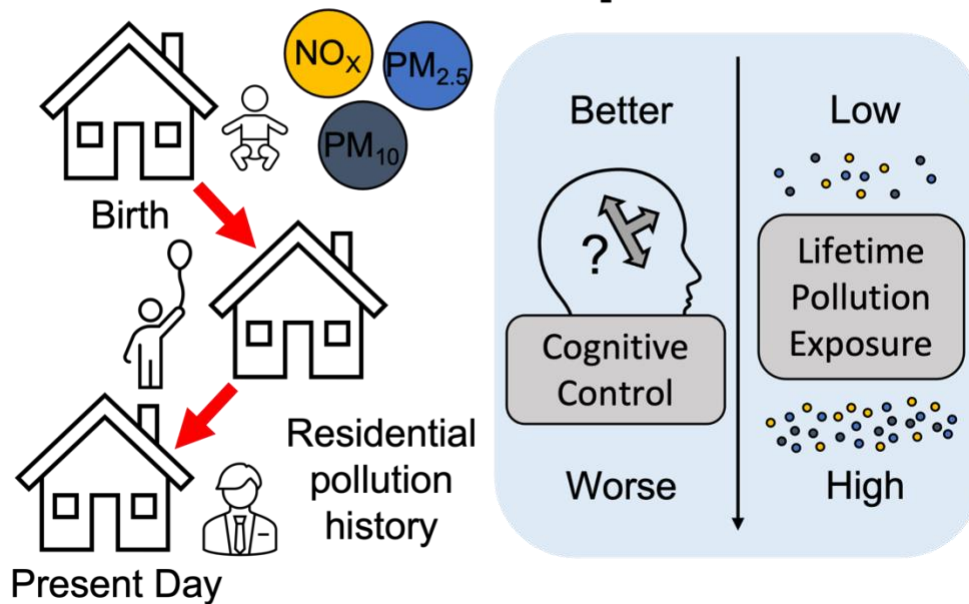 NOX
PM2.5
PM10
Birth
Residential
pollution
history
Present Day
Better
?
Cognitive
Control
Worse
Low
Lifetime
Pollution
Exposure
High